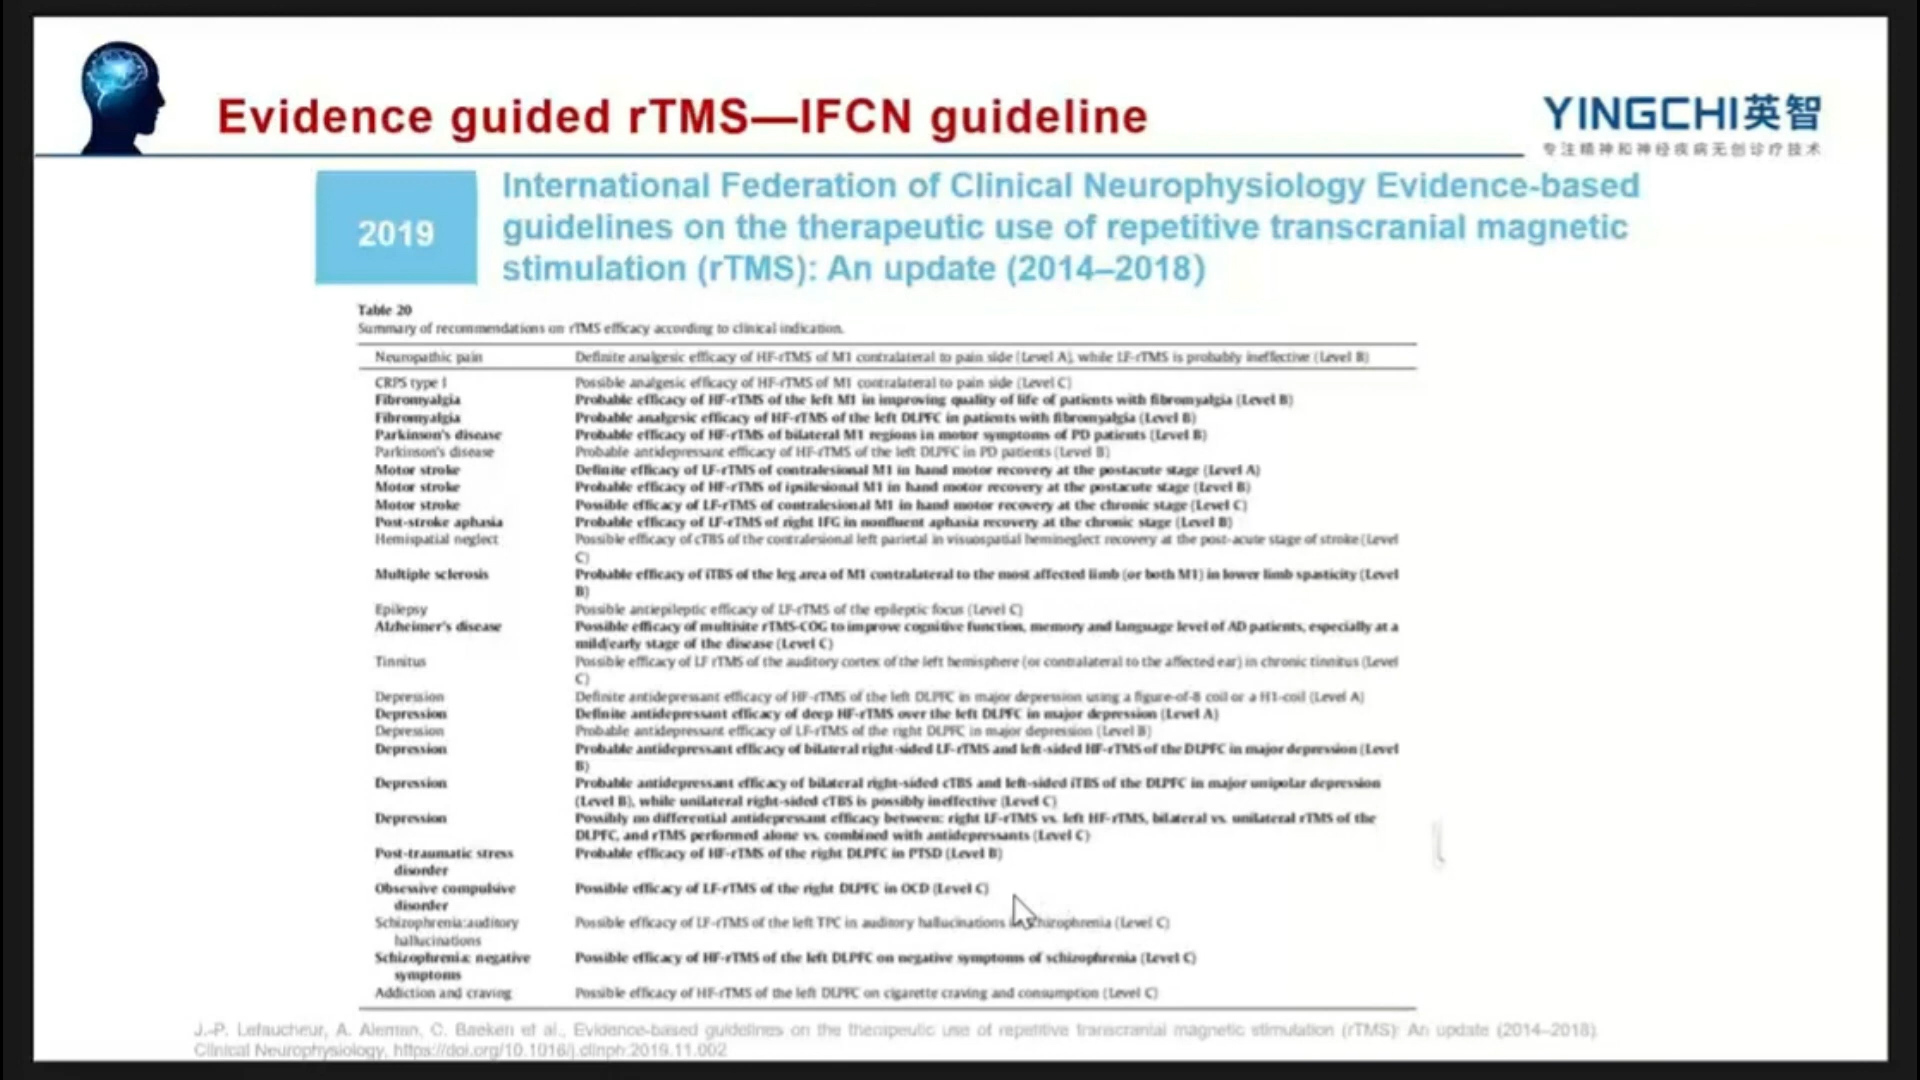 Evidence guided rTMS—IFCN guideline
YINGCHI英智
专注精神和神经疾病无创诊疗技术
2019
International Federation of Clinical Neurophysiology Evidence-based
guidelines on the therapeutic use of repetitive transcranial magnetic
stimulation (rTMS): An update (2014–2018)
Table 20
Summary of recommendations on rTMS efficacy according to clinical indication.
Neuropathic pain Definite analgesic efficacy of HF-rTMS of M1 contralateral to pain side (Level A), while LF-rTMS is probably ineffective (Level B)
CRPS type I Possible analgesic efficacy of HF-rTMS of M1 contralateral to pain side (Level C)
Fibromyalgia Probable efficacy of HF-rTMS of the left M1 in improving quality of life of patients with fibromyalgia (Level B)
Fibromyalgia Probable analgesic efficacy of HF-rTMS of the left DLPFC in patients with fibromyalgia (Level B)
Parkinson's disease Probable efficacy of HF-rTMS of bilateral M1 regions in motor symptoms of PD patients (Level B)
Parkinson's disease Probable antidepressant efficacy of HF-rTMS of the left DLPFC in PD patients (Level B)
Motor stroke Definite efficacy of LF-rTMS of contralesional M1 in hand motor recovery at the postacute stage (Level A)
Motor stroke Probable efficacy of HF-rTMS of ipsilesional M1 in hand motor recovery at the postacute stage (Level B)
Motor stroke Possible efficacy of LF-rTMS of contralesional M1 in hand motor recovery at the chronic stage (Level C)
Post-stroke aphasia Probable efficacy of LF-rTMS of right IFG in nonfluent aphasia recovery at the chronic stage (Level B)
Hemispatial neglect Possible efficacy of cTBS of the contralesional left parietal in visuospatial hemineglect recovery at the post-acute stage of stroke (Level
C)
Multiple sclerosis Probable efficacy of iTBS of the leg area of M1 contralateral to the most affected limb (or both M1) in lower limb spasticity (Level
B)
Epilepsy Possible antiepileptic efficacy of LF-rTMS of the epileptic focus (Level C)
Alzheimer's disease Possible efficacy of multisite rTMS-COG to improve cognitive function, memory and language level of AD patients, especially at a
mild/early stage of the disease (Level C)
Tinnitus Possible efficacy of LF rTMS of the auditory cortex of the left hemisphere (or contralateral to the affected ear) in chronic tinnitus (Level
C)
Depression Definite antidepressant efficacy of HF-rTMS of the left DLPFC in major depression using a figure-of-8 coil or a H1-coil (Level A)
Depression Definite antidepressant efficacy of deep HF-rTMS over the left DLPFC in major depression (Level A)
Depression Probable antidepressant efficacy of LF-rTMS of the right DLPFC in major depression (Level B)
Depression Probable antidepressant efficacy of bilateral right-sided LF-rTMS and left-sided HF-rTMS of the DLPFC in major depression (Level
B)
Depression Probable antidepressant efficacy of bilateral right-sided cTBS and left-sided iTBS of the DLPFC in major unipolar depression
(Level B), while unilateral right-sided cTBS is possibly ineffective (Level C)
Depression Possibly no differential antidepressant efficacy between: right LF-rTMS vs. left HF-rTMS, bilateral vs. unilateral rTMS of the
DLPFC, and rTMS performed alone vs. combined with antidepressants (Level C)
Post-traumatic stress Probable efficacy of HF-rTMS of the right DLPFC in PTSD (Level B)
disorder
Obsessive compulsive Possible efficacy of LF-rTMS of the right DLPFC in OCD (Level C)
disorder
Schizophrenia:auditory Possible efficacy of LF-rTMS of the left TPC in auditory hallucinations in schizophrenia (Level C)
hallucinations
Schizophrenia: negative Possible efficacy of HF-rTMS of the left DLPFC on negative symptoms of schizophrenia (Level C)
symptoms
Addiction and craving Possible efficacy of HF-rTMS of the left DLPFC on cigarette craving and consumption (Level C)
J.-P. Lefaucheur, A. Aleman, C. Baeken et al., Evidence-based guidelines on the therapeutic use of repetitive transcranial magnetic stimulation (rTMS): An update (2014–2018).
Clinical Neurophysiology, https://doi.org/10.1016/j.clinph.2019.11.002